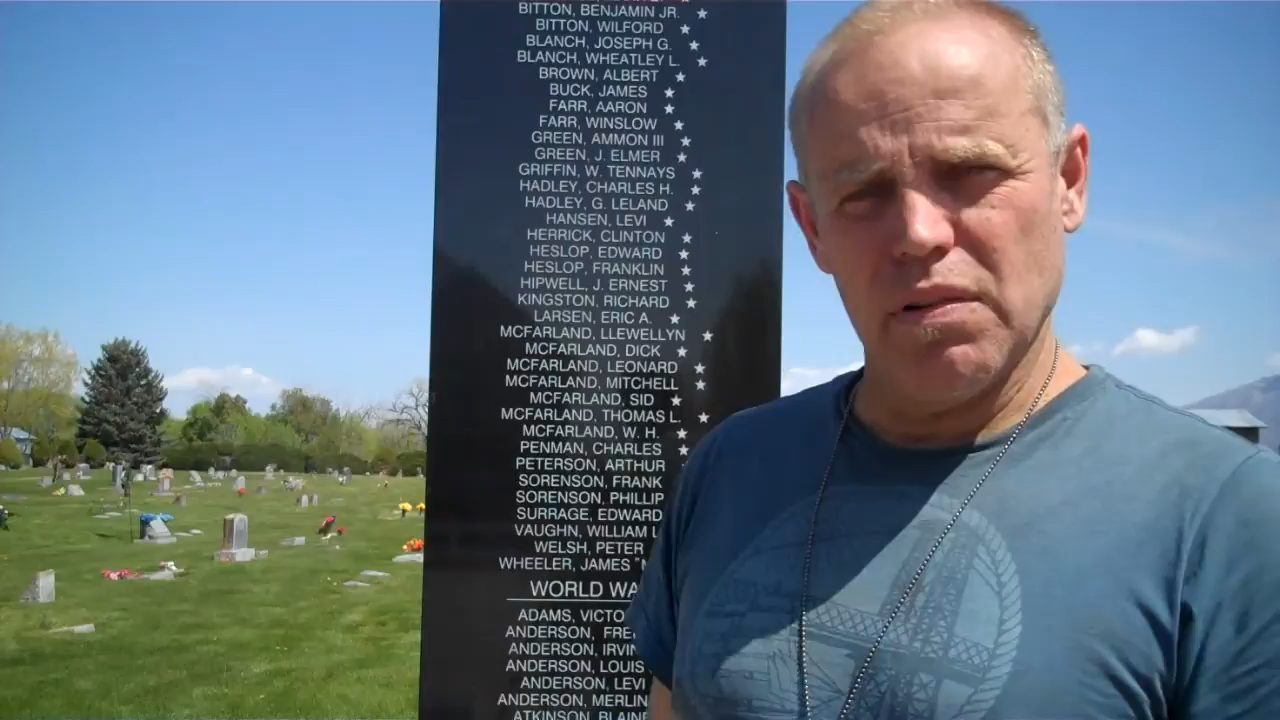 BITTON, BENJAMIN JR. ★
BITTON, WILFORD ★
BLANCH, JOSEPH G. ★
BLANCH, WHEATLEY L. ★
BROWN, ALBERT ★
BUCK, JAMES ★
FARR, AARON ★
FARR, WINSLOW ★
GREEN, AMMON III ★
GREEN, J. ELMER ★
GRIFFIN, W. TENNAYS ★
HADLEY, CHARLES H. ★
HADLEY, G. LELAND ★
HANSEN, LEVI ★
HERRICK, CLINTON ★
HESLOP, EDWARD ★
HESLOP, FRANKLIN ★
HIPWELL, J. ERNEST ★
KINGSTON, RICHARD ★
LARSEN, ERIC A. ★
MCFARLAND, LLEWELLYN ★
MCFARLAND, DICK ★
MCFARLAND, LEONARD ★
MCFARLAND, MITCHELL ★
MCFARLAND, SID ★
MCFARLAND, THOMAS L. ★
MCFARLAND, W. H. ★
PENMAN, CHARLES ★
PETERSON, ARTHUR
SORENSON, FRANK
SORENSON, PHILLIP
SURRAGE, EDWARD
VAUGHN, WILLIAM L
WELSH, PETER
WHEELER, JAMES "
WORLD WA
ADAMS, VICTO
ANDERSON, FRE
ANDERSON, IRVIN
ANDERSON, LOUIS
ANDERSON, LEVI
ANDERSON, MERLIN
ATKINSON, BLAINE